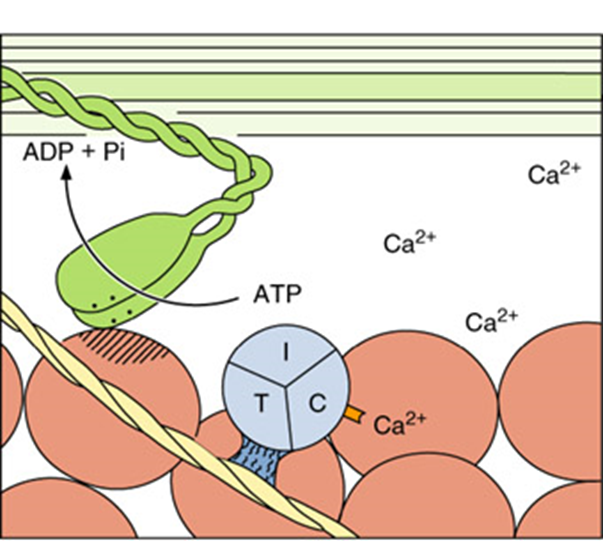 ADP + Pi
Ca²⁺
Ca²⁺
ATP
Ca²⁺
I
T C
Ca²⁺